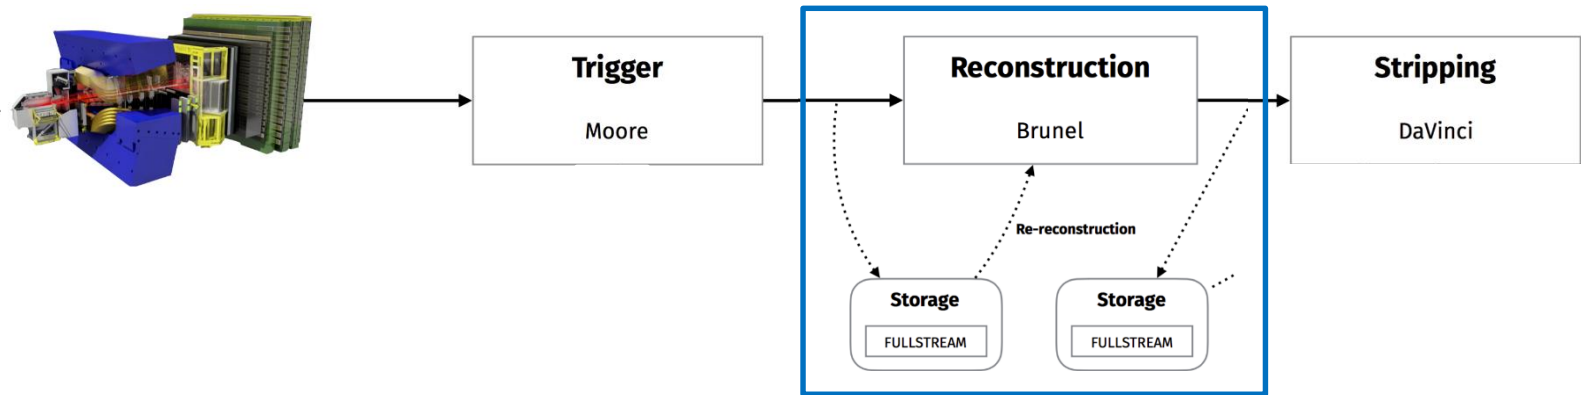 Trigger
Moore
Reconstruction
Brunel
Stripping
DaVinci
Re-reconstruction
Storage
FULLSTREAM
Storage
FULLSTREAM